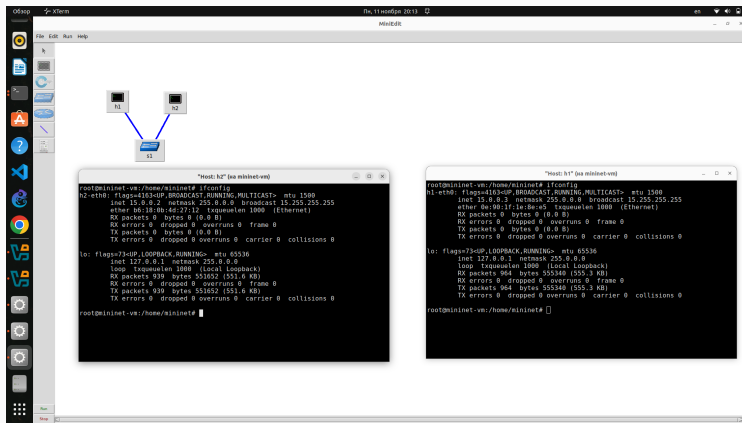 Обзор
XTerm
Пн, 11 ноября 20:13
en
MiniEdit
File Edit Run Help
h1
h2
s1
"Host: h2" (на mininet-vm)
root@mininet-vm:/home/mininet# ifconfig
h2-eth0: flags=4163<UP,BROADCAST,RUNNING,MULTICAST>  mtu 1500
inet 15.0.0.2  netmask 255.0.0.0  broadcast 15.255.255.255
ether b6:18:0b:4d:27:12  txqueuelen 1000  (Ethernet)
RX packets 0  bytes 0 (0.0 B)
RX errors 0  dropped 0  overruns 0  frame 0
TX packets 0  bytes 0 (0.0 B)
TX errors 0  dropped 0 overruns 0  carrier 0  collisions 0
lo: flags=73<UP,LOOPBACK,RUNNING>  mtu 65536
inet 127.0.0.1  netmask 255.0.0.0
loop  txqueuelen 1000  (Local Loopback)
RX packets 939  bytes 551652 (551.6 KB)
RX errors 0  dropped 0  overruns 0  frame 0
TX packets 939  bytes 551652 (551.6 KB)
TX errors 0  dropped 0 overruns 0  carrier 0  collisions 0
root@mininet-vm:/home/mininet#
"Host: h1" (на mininet-vm)
root@mininet-vm:/home/mininet# ifconfig
h1-eth0: flags=4163<UP,BROADCAST,RUNNING,MULTICAST>  mtu 1500
inet 15.0.0.3  netmask 255.0.0.0  broadcast 15.255.255.255
ether 0e:90:1f:1e:8e:e5  txqueuelen 1000  (Ethernet)
RX packets 0  bytes 0 (0.0 B)
RX errors 0  dropped 0  overruns 0  frame 0
TX packets 0  bytes 0 (0.0 B)
TX errors 0  dropped 0 overruns 0  carrier 0  collisions 0
lo: flags=73<UP,LOOPBACK,RUNNING>  mtu 65536
inet 127.0.0.1  netmask 255.0.0.0
loop  txqueuelen 1000  (Local Loopback)
RX packets 964  bytes 555340 (555.3 KB)
RX errors 0  dropped 0  overruns 0  frame 0
TX packets 964  bytes 555340 (555.3 KB)
TX errors 0  dropped 0 overruns 0  carrier 0  collisions 0
root@mininet-vm:/home/mininet#
Run
Stop